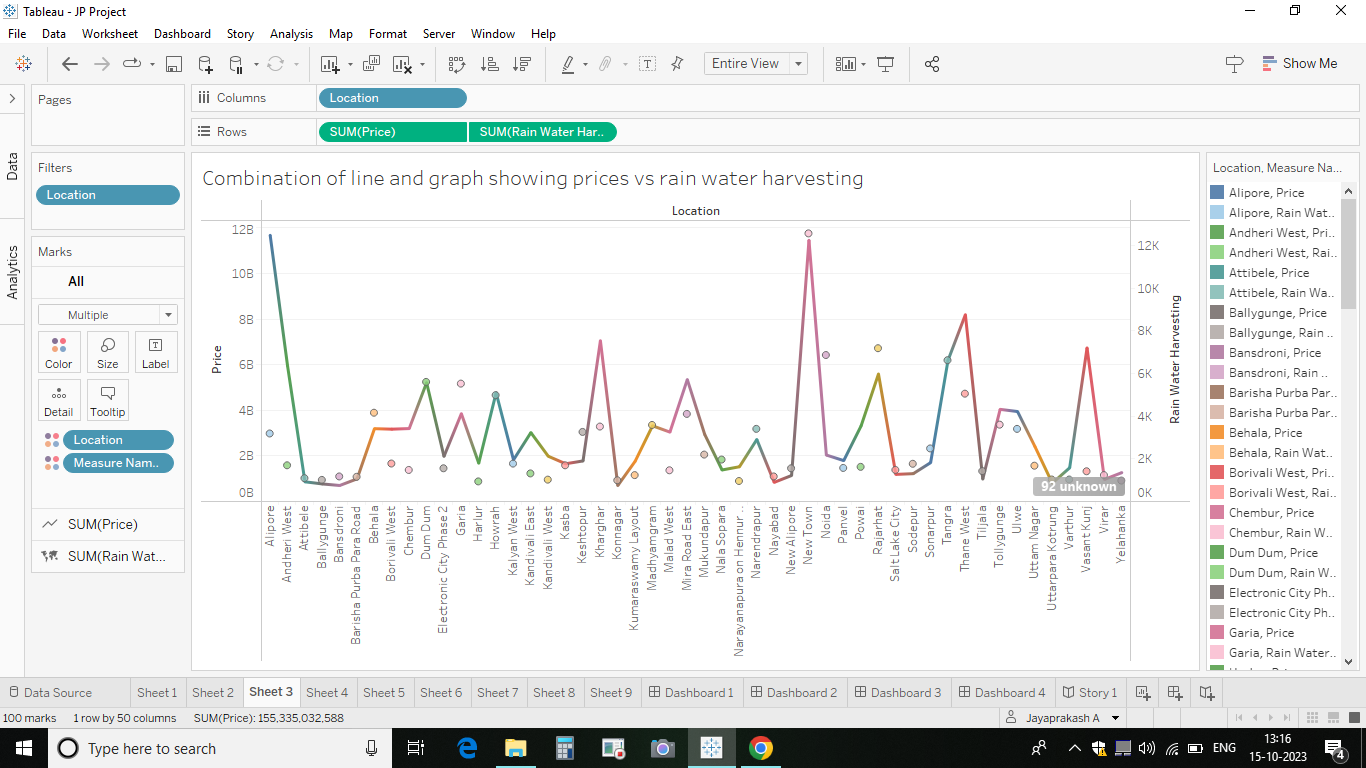 Tableau - JP Project
File Data Worksheet Dashboard Story Analysis Map Format Server Window Help
Entire View
Show Me
Pages
Columns
Location
Rows
SUM(Price)
SUM(Rain Water Har..
Data
Analytics
Filters
Location
Marks
All
Multiple
Color
Size
Label
Detail
Tooltip
Location
Measure Nam..
SUM(Price)
SUM(Rain Wat...
Combination of line and graph showing prices vs rain water harvesting
Location
Price
12B
10B
8B
6B
4B
2B
0B
Rain Water Harvesting
12K
10K
8K
6K
4K
2K
0K
92 unknown
Alipore
Andheri West
Attibele
Ballygunge
Bansdroni
Barisha Purba Para Road
Behala
Borivali West
Chembur
Dum Dum
Electronic City Phase 2
Garia
Harlur
Howrah
Kalyan West
Kandivali East
Kandivali West
Kasba
Keshtopur
Kharghar
Konnagar
Kumaraswamy Layout
Madhyamgram
Malad West
Mira Road East
Mukundapur
Nala Sopara
Narayanapura on Hennur ..
Narendrapur
Nayabad
New Alipore
New Town
Noida
Panvel
Powai
Rajarhat
Salt Lake City
Sodepur
Sonarpur
Tangra
Thane West
Tiljala
Tollygunge
Ulwe
Uttam Nagar
Uttarpara Kotrung
Varthur
Vasant Kunj
Virar
Yelahanka
Location, Measure Na...
Alipore, Price
Alipore, Rain Wat..
Andheri West, Pri..
Andheri West, Rai..
Attibele, Price
Attibele, Rain Wa..
Ballygunge, Price
Ballygunge, Rain ..
Bansdroni, Price
Bansdroni, Rain ..
Barisha Purba Par..
Barisha Purba Par..
Behala, Price
Behala, Rain Wat..
Borivali West, Pri..
Borivali West, Rai..
Chembur, Price
Chembur, Rain W..
Dum Dum, Price
Dum Dum, Rain W..
Electronic City Ph..
Electronic City Ph..
Garia, Price
Garia, Rain Water..
Data Source
Sheet 1
Sheet 2
Sheet 3
Sheet 4
Sheet 5
Sheet 6
Sheet 7
Sheet 8
Sheet 9
Dashboard 1
Dashboard 2
Dashboard 3
Dashboard 4
Story 1
100 marks
1 row by 50 columns
SUM(Price): 155,335,032,588
Jayaprakash A
Type here to search
ENG
13:16
15-10-2023
4